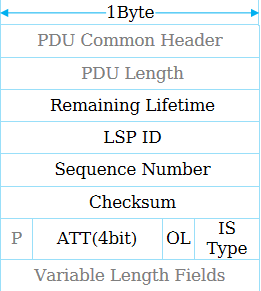 1Byte
PDU Common Header
PDU Length
Remaining Lifetime
LSP ID
Sequence Number
Checksum
P ATT(4bit) OL IS Type
Variable Length Fields